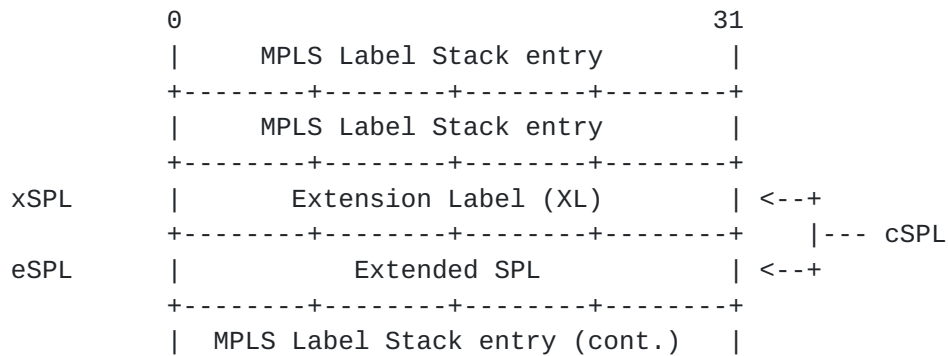 0                                  31
|     MPLS Label Stack entry       |
+--------+--------+--------+--------+
|     MPLS Label Stack entry       |
+--------+--------+--------+--------+
xSPL      |       Extension Label (XL)       | <--+
+--------+--------+--------+--------+    |--- cSPL
eSPL      |           Extended SPL           | <--+
+--------+--------+--------+--------+
|  MPLS Label Stack entry (cont.)  |